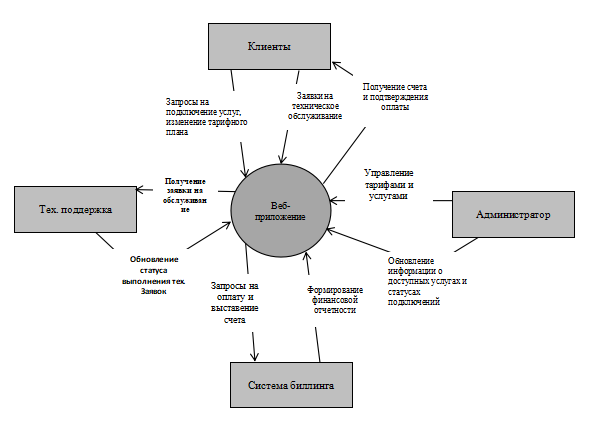 Клиенты
Запросы на
подключение услуг,
изменение тарифного
плана
Заявки на
техническое
обслуживание
Получение счета
и подтверждения
оплаты
Получение
заявки на
обслужıван
ие
Управление
тарифами и
услугами
Тех. поддержка
Веб-
приложение
Администратор
Обновление
статуса
выполнения тех.
Заявок
Запросы на
оплату и
выставление
счета
Формирование
финансовой
отчетности
Обновление
информации о
доступных услугах и
статусах
подключений
Система биллинга